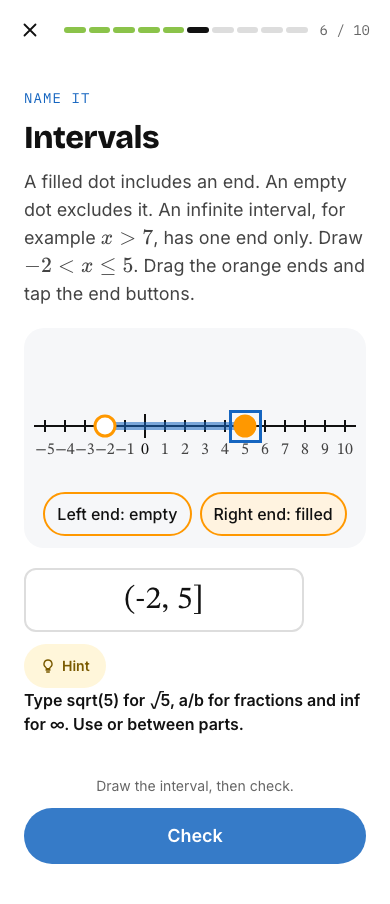 6 / 10
NAME IT
Intervals
A filled dot includes an end. An empty
dot excludes it. An infinite interval, for
example x > 7, has one end only. Draw
−2 < x ≤ 5. Drag the orange ends and
tap the end buttons.
−5 −4 −3 −2 −1 0 1 2 3 4 5 6 7 8 9 10
Left end: empty Right end: filled
(-2, 5]
Hint
Type sqrt(5) for √5, a/b for fractions and inf
for ∞. Use or between parts.
Draw the interval, then check.
Check